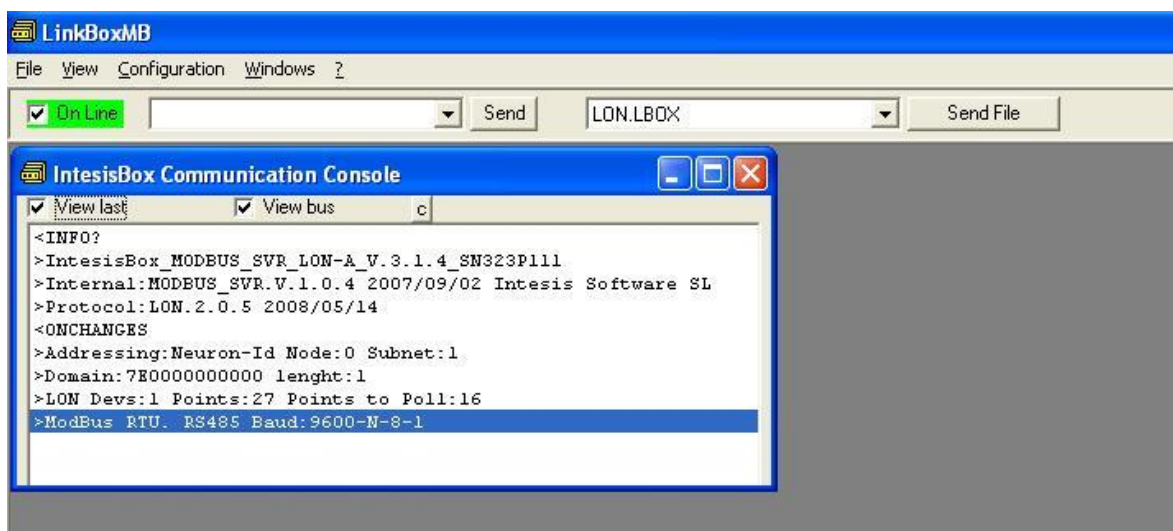 LinkBoxMB
File View Configuration Windows ?
On Line Send LON.LBOX Send File
IntesisBox Communication Console
View last View bus c
<INFO?
>IntesisBox_MODBUS_SVR_LON-A_V.3.1.4_SN323P111
>Internal:MODBUS_SVR.V.1.0.4 2007/09/02 Intesis Software SL
>Protocol:LON.2.0.5 2008/05/14
<ONCHANGES
>Addressing:Neuron-Id Node:0 Subnet:1
>Domain:7E0000000000 lenght:1
>LON Devs:1 Points:27 Points to Poll:16
>ModBus RTU. RS485 Baud:9600-N-8-1